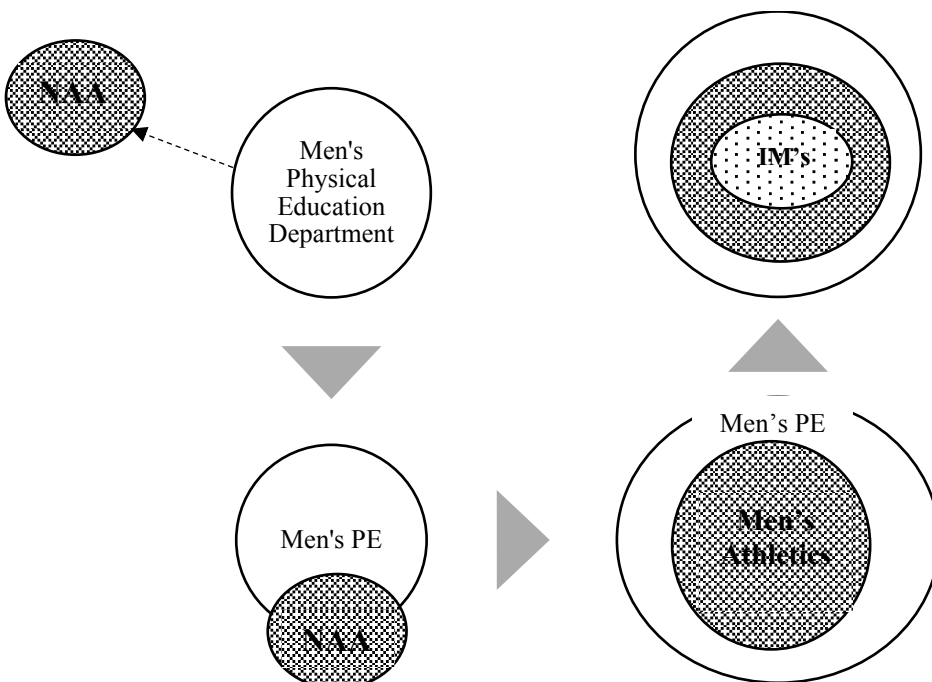 NAA
Men's
Physical
Education
Department
IM's
Men's PE
NAA
Men’s PE
Men’s
Athletics